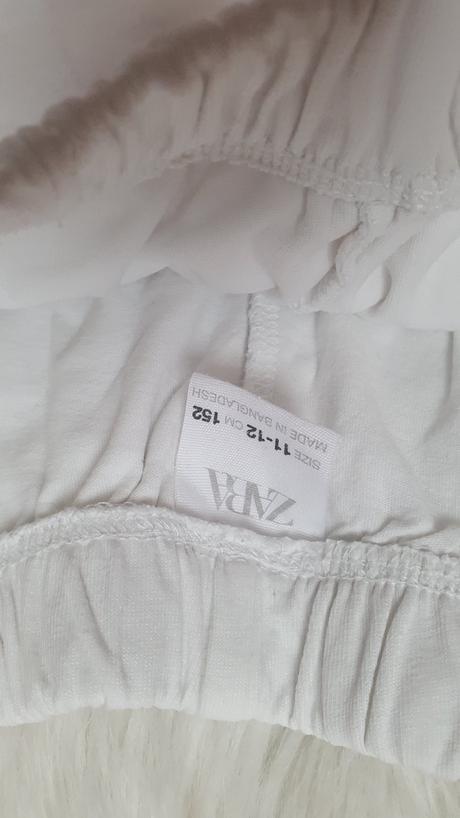 ZARA
SIZE 11-12 CM 152
MADE IN BANGLADESH